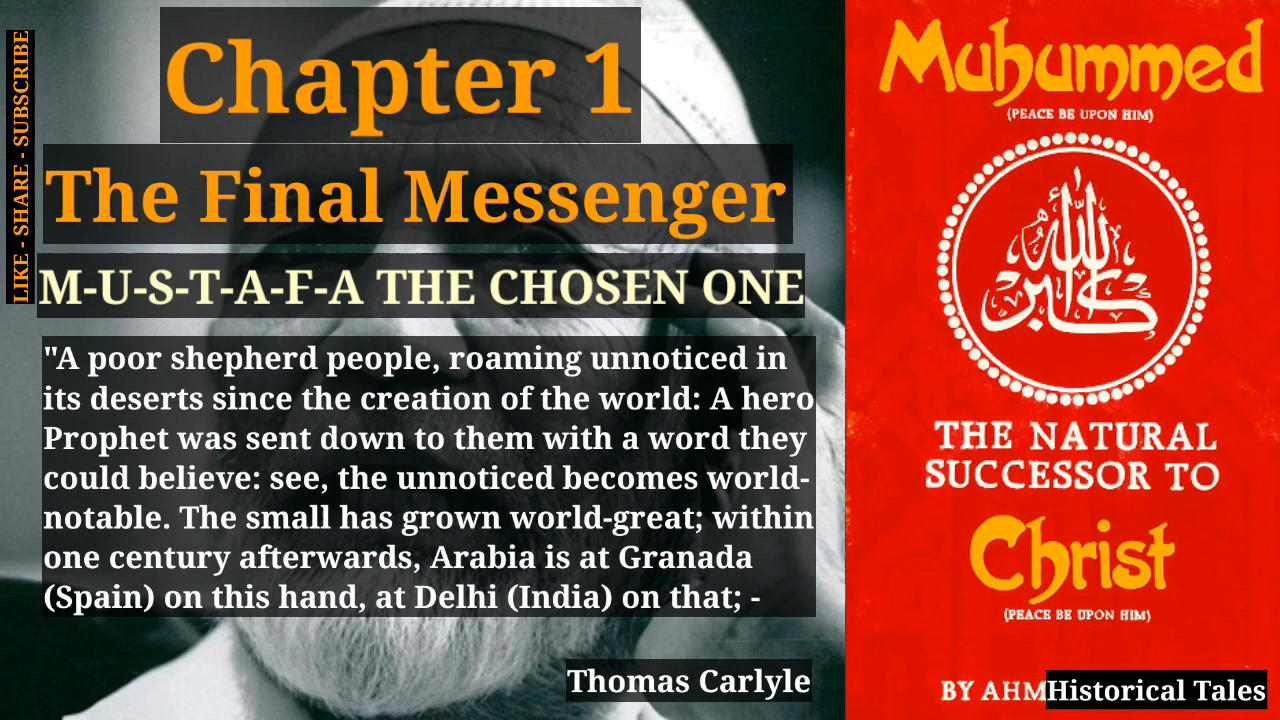 LIKE - SHARE - SUBSCRIBE
Chapter 1
The Final Messenger
M-U-S-T-A-F-A THE CHOSEN ONE
"A poor shepherd people, roaming unnoticed in
its deserts since the creation of the world: A hero
Prophet was sent down to them with a word they
could believe: see, the unnoticed becomes world-
notable. The small has grown world-great; within
one century afterwards, Arabia is at Granada
(Spain) on this hand, at Delhi (India) on that; -
Thomas Carlyle
Muhummed
(PEACE BE UPON HIM)
الله أكبر
THE NATURAL
SUCCESSOR TO
Christ
(PEACE BE UPON HIM)
BY AHM
Historical Tales